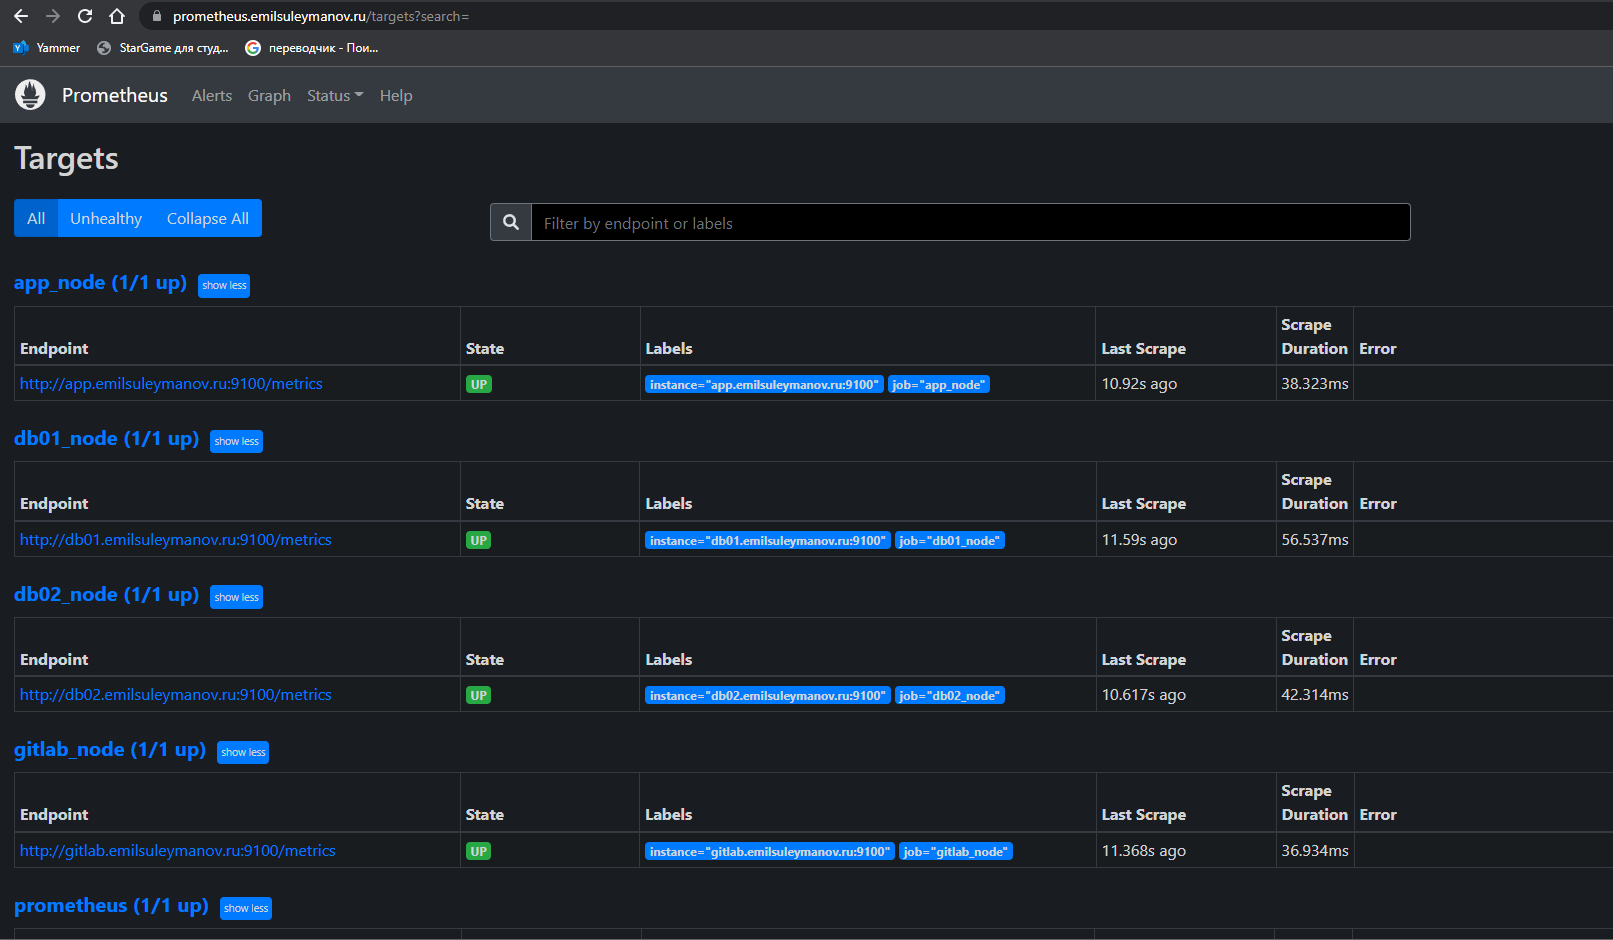 prometheus.emilsuleymanov.ru/targets?search=
Yammer StarGame для студ... переводчик - Пои...
Prometheus Alerts Graph Status Help
Targets
All Unhealthy Collapse All
Filter by endpoint or labels
app_node (1/1 up) show less
Endpoint State Labels Last Scrape Scrape Duration Error
http://app.emilsuleymanov.ru:9100/metrics UP instance="app.emilsuleymanov.ru:9100" job="app_node" 10.92s ago 38.323ms
db01_node (1/1 up) show less
Endpoint State Labels Last Scrape Scrape Duration Error
http://db01.emilsuleymanov.ru:9100/metrics UP instance="db01.emilsuleymanov.ru:9100" job="db01_node" 11.59s ago 56.537ms
db02_node (1/1 up) show less
Endpoint State Labels Last Scrape Scrape Duration Error
http://db02.emilsuleymanov.ru:9100/metrics UP instance="db02.emilsuleymanov.ru:9100" job="db02_node" 10.617s ago 42.314ms
gitlab_node (1/1 up) show less
Endpoint State Labels Last Scrape Scrape Duration Error
http://gitlab.emilsuleymanov.ru:9100/metrics UP instance="gitlab.emilsuleymanov.ru:9100" job="gitlab_node" 11.368s ago 36.934ms
prometheus (1/1 up) show less